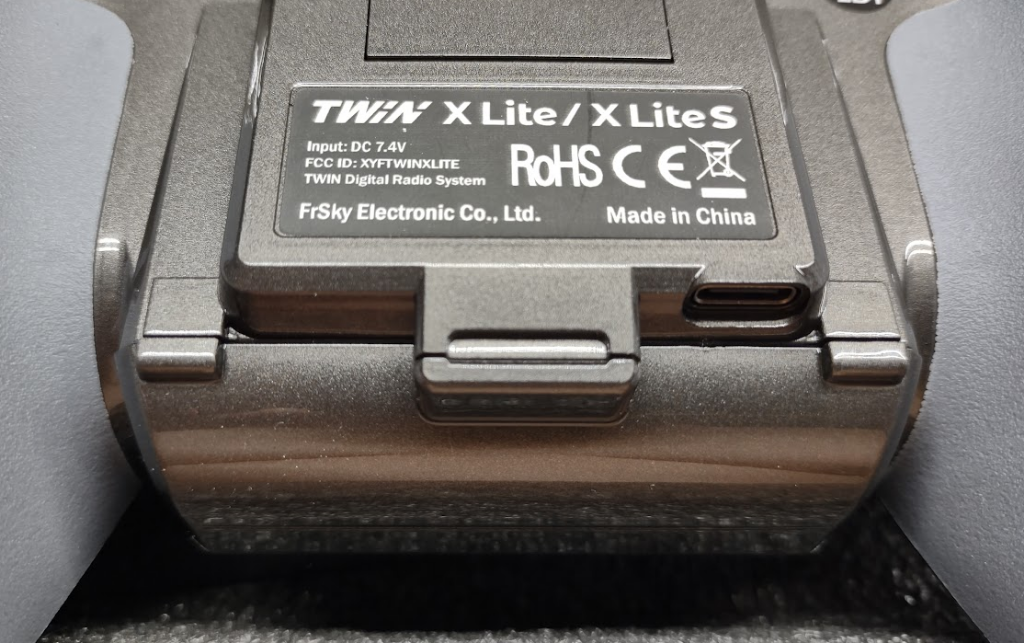 TWIN X Lite / X Lite S
Input: DC 7.4V
FCC ID: XYFTWINXLITE
TWIN Digital Radio System
RoHS CE
FrSky Electronic Co., Ltd.
Made in China